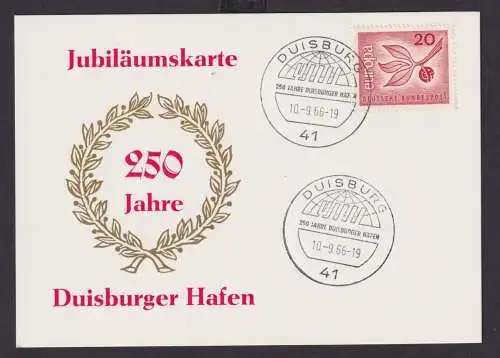 Jubiläumskarte
250
Jahre
Duisburger Hafen
DUISBURG
250 JAHRE DUISBURGER HAFEN
10.-9.66-19
41
20
europa
DEUTSCHE BUNDESPOST
DUISBURG
250 JAHRE DUISBURGER HAFEN
10.-9.66-19
41